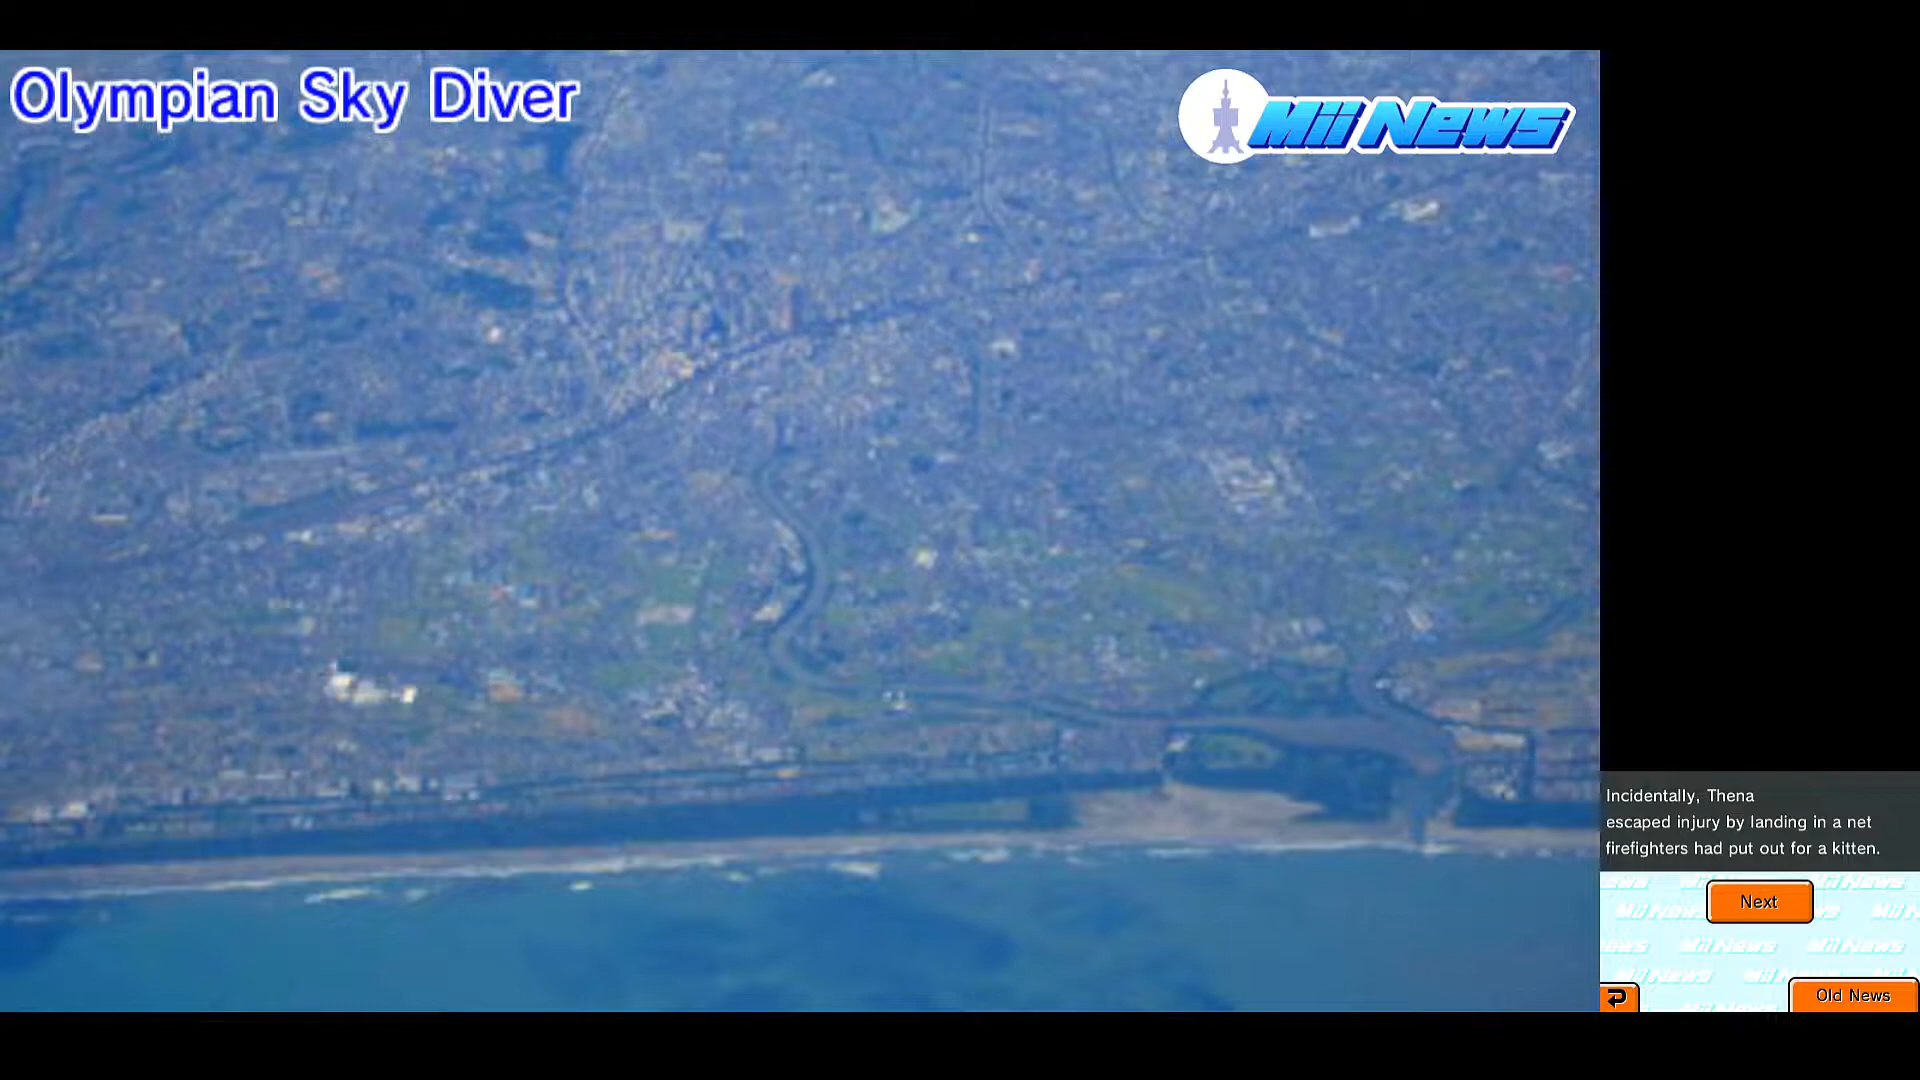 Olympian Sky Diver
Mii News
Incidentally, Thena
escaped injury by landing in a net
firefighters had put out for a kitten.
Next
Old News